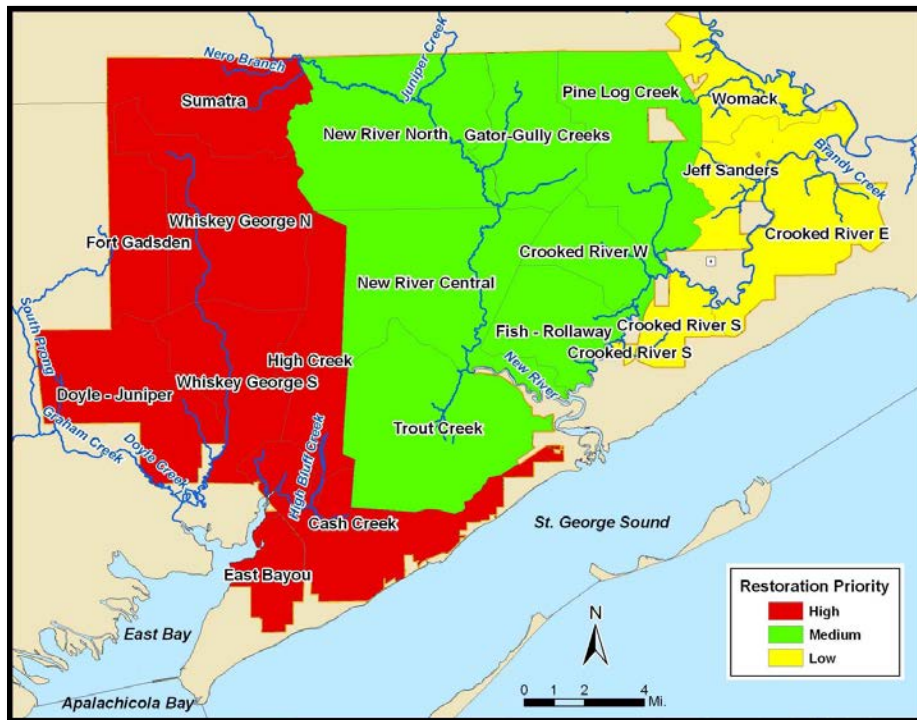 Nero Branch
Juniper Creek
Sumatra
Pine Log Creek
Womack
New River North
Gator-Gully Creeks
Brandy Creek
Jeff Sanders
Whiskey George N
Fort Gadsden
Crooked River E
Crooked River W
New River Central
South Prong
Fish - Rollaway
Crooked River S
Crooked River S
High Creek
New River
Whiskey George S
Doyle - Juniper
Trout Creek
Graham Creek
Doyle Creek
High Bluff Creek
Cash Creek
St. George Sound
East Bayou
Restoration Priority
High
Medium
Low
East Bay
N
Apalachicola Bay
0 1 2 4
Mi.